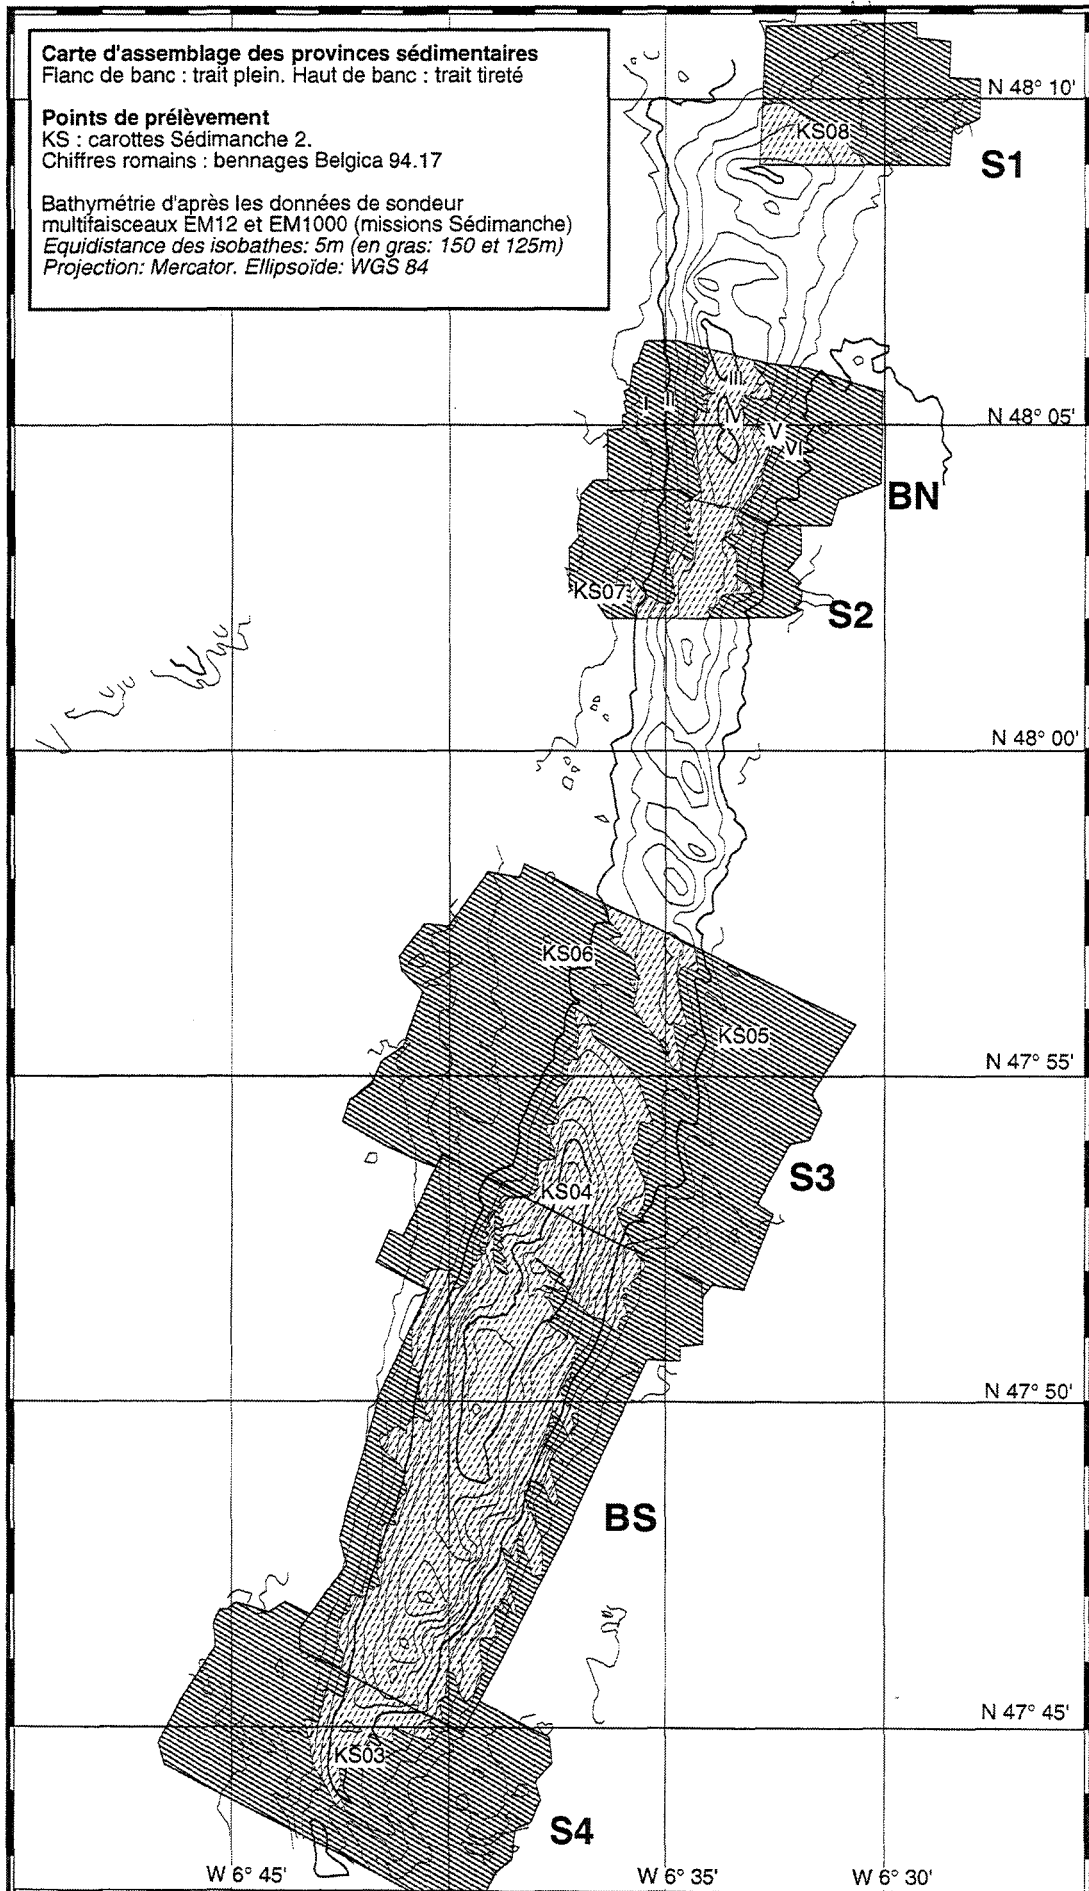 Carte d'assemblage des provinces sédimentaires
Flanc de banc : trait plein. Haut de banc : trait tireté
Points de prélèvement
KS : carottes Sédimanche 2.
Chiffres romains : bennages Belgica 94.17
Bathymétrie d'après les données de sondeur
multifaisceaux EM12 et EM1000 (missions Sédimanche)
Equidistance des isobathes: 5m (en gras: 150 et 125m)
Projection: Mercator. Ellipsoïde: WGS 84
N 48° 10'
KS08
S1
III
I
II
IV
N 48° 05'
V
VI
BN
KS07
S2
N 48° 00'
KS06
KS05
N 47° 55'
S3
KS04
N 47° 50'
BS
N 47° 45'
KS03
S4
W 6° 45'
W 6° 35'
W 6° 30'